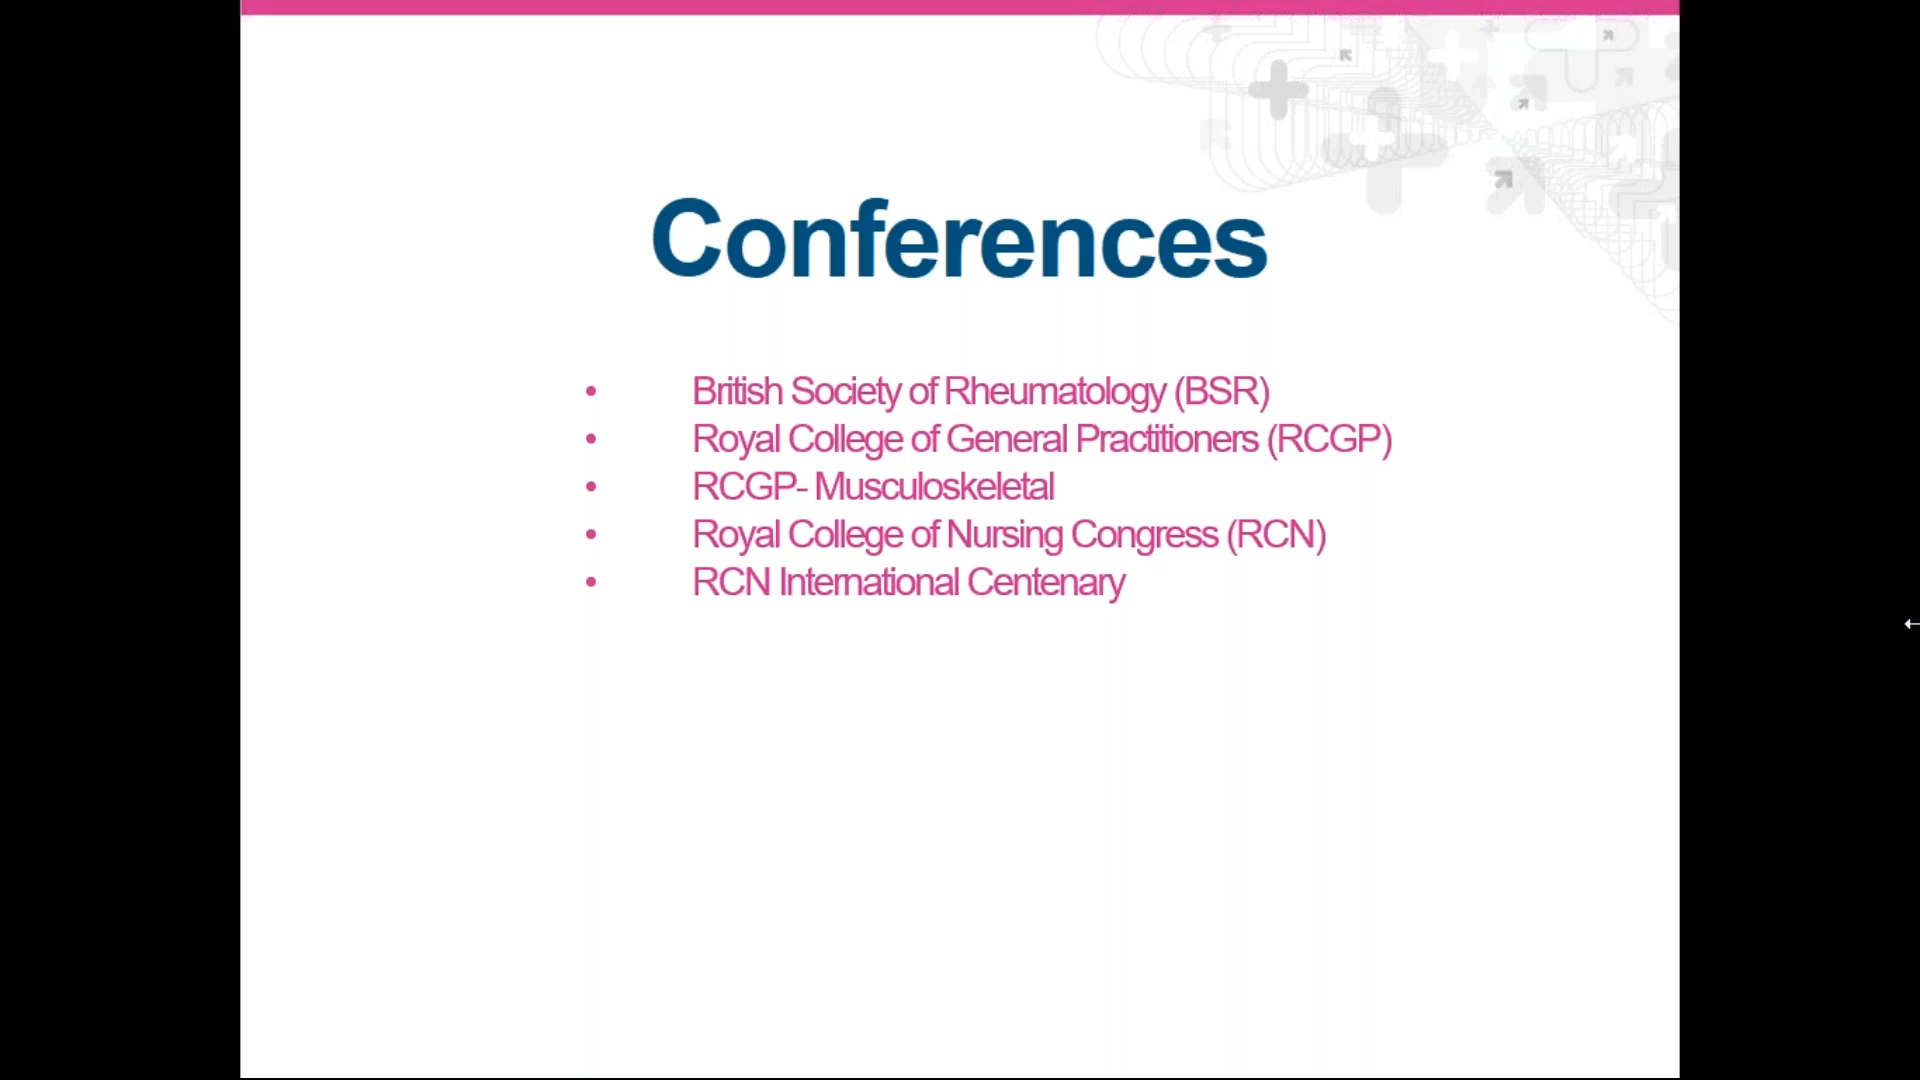 Conferences
• British Society of Rheumatology (BSR)
• Royal College of General Practitioners (RCGP)
• RCGP- Musculoskeletal
• Royal College of Nursing Congress (RCN)
• RCN International Centenary